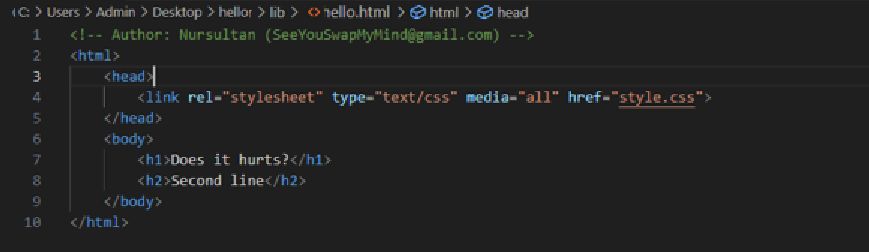 C: > Users > Admin > Desktop > hellor > lib > hello.html > html > head
1 <!-- Author: Nursultan (SeeYouSwapMyMind@gmail.com) -->
2 <html>
3 <head>
4 <link rel="stylesheet" type="text/css" media="all" href="style.css">
5 </head>
6 <body>
7 <h1>Does it hurts?</h1>
8 <h2>Second line</h2>
9 </body>
10 </html>